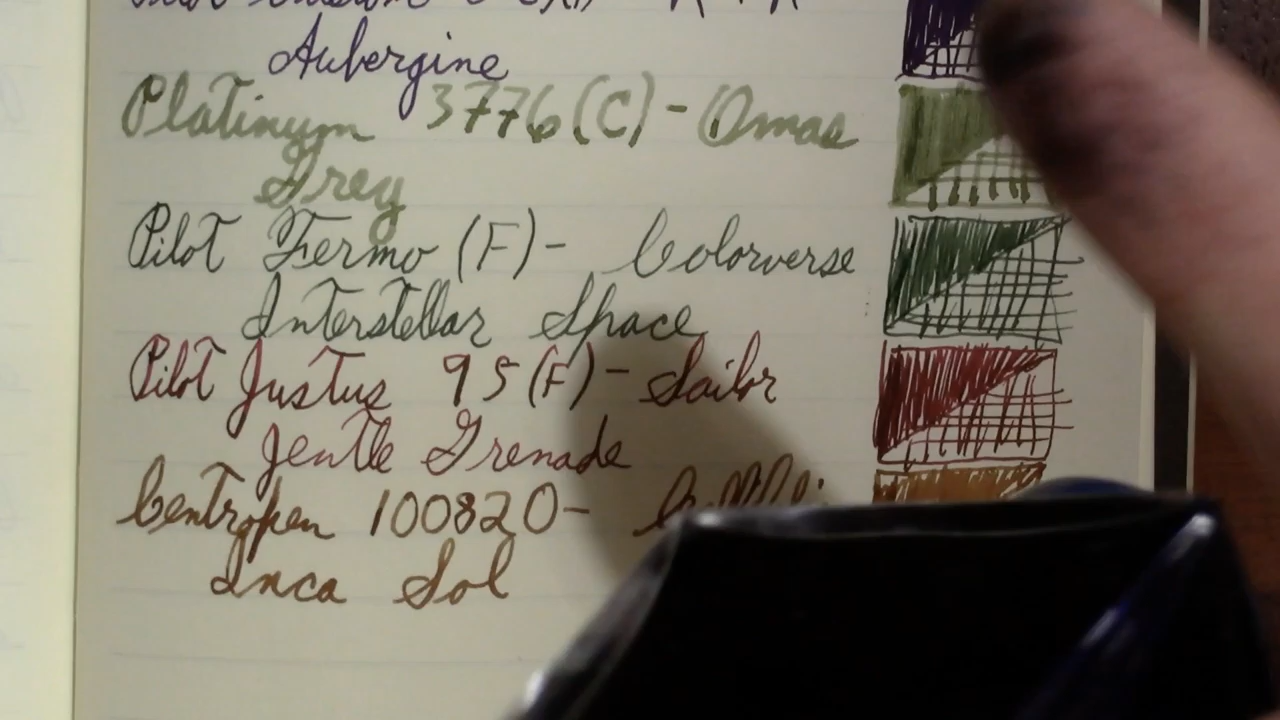 Aubergine
Platinum 3776 (C) - Omas
Grey
Pilot Fermo (F) - Colorverse
Interstellar Space
Pilot Justus 95 (F) - Sailor
Jentle Grenade
Centropen 100820 -
Inca Sol